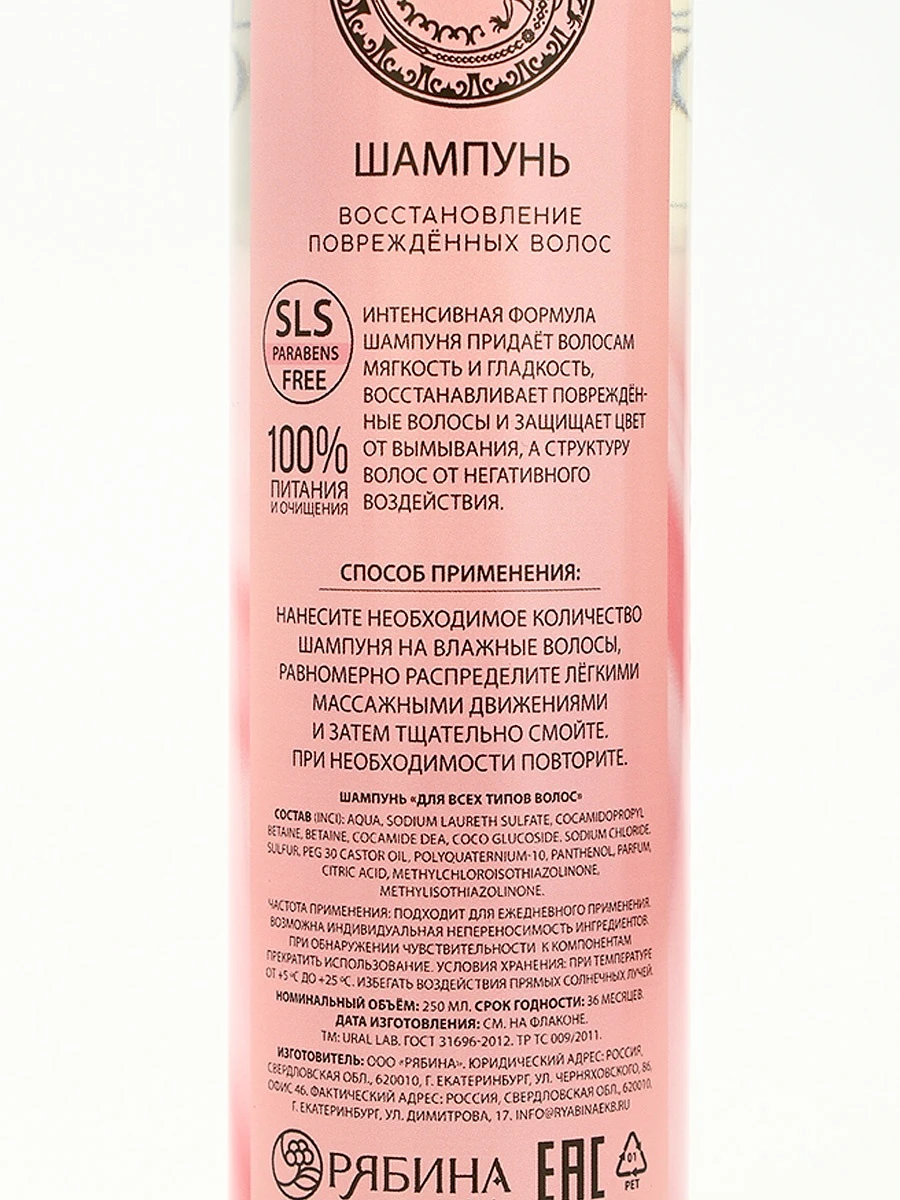 ШАМПУНЬ
ВОССТАНОВЛЕНИЕ
ПОВРЕЖДЁННЫХ ВОЛОС
SLS
PARABENS
FREE
100%
ПИТАНИЯ
И ОЧИЩЕНИЯ
ИНТЕНСИВНАЯ ФОРМУЛА
ШАМПУНЯ ПРИДАЁТ ВОЛОСАМ
МЯГКОСТЬ И ГЛАДКОСТЬ,
ВОССТАНАВЛИВАЕТ ПОВРЕЖДЁН-
НЫЕ ВОЛОСЫ И ЗАЩИЩАЕТ ЦВЕТ
ОТ ВЫМЫВАНИЯ, А СТРУКТУРУ
ВОЛОС ОТ НЕГАТИВНОГО
ВОЗДЕЙСТВИЯ.
СПОСОБ ПРИМЕНЕНИЯ:
НАНЕСИТЕ НЕОБХОДИМОЕ КОЛИЧЕСТВО
ШАМПУНЯ НА ВЛАЖНЫЕ ВОЛОСЫ,
РАВНОМЕРНО РАСПРЕДЕЛИТЕ ЛЁГКИМИ
МАССАЖНЫМИ ДВИЖЕНИЯМИ
И ЗАТЕМ ТЩАТЕЛЬНО СМОЙТЕ.
ПРИ НЕОБХОДИМОСТИ ПОВТОРИТЕ.
ШАМПУНЬ «ДЛЯ ВСЕХ ТИПОВ ВОЛОС»
СОСТАВ (INCI): AQUA, SODIUM LAURETH SULFATE, COCAMIDOPROPYL
BETAINE, BETAINE, COCAMIDE DEA, COCO GLUCOSIDE, SODIUM CHLORIDE,
SULFUR, PEG 30 CASTOR OIL, POLYQUATERNIUM-10, PANTHENOL, PARFUM,
CITRIC ACID, METHYLCHLOROISOTHIAZOLINONE,
METHYLISOTHIAZOLINONE.
ЧАСТОТА ПРИМЕНЕНИЯ: ПОДХОДИТ ДЛЯ ЕЖЕДНЕВНОГО ПРИМЕНЕНИЯ.
ВОЗМОЖНА ИНДИВИДУАЛЬНАЯ НЕПЕРЕНОСИМОСТЬ ИНГРЕДИЕНТОВ.
ПРИ ОБНАРУЖЕНИИ ЧУВСТВИТЕЛЬНОСТИ К КОМПОНЕНТАМ
ПРЕКРАТИТЬ ИСПОЛЬЗОВАНИЕ. УСЛОВИЯ ХРАНЕНИЯ: ПРИ ТЕМПЕРАТУРЕ
ОТ +5 ºС ДО +25 ºС. ИЗБЕГАТЬ ВОЗДЕЙСТВИЯ ПРЯМЫХ СОЛНЕЧНЫХ ЛУЧЕЙ.
НОМИНАЛЬНЫЙ ОБЪЁМ: 250 МЛ. СРОК ГОДНОСТИ: 36 МЕСЯЦЕВ.
ДАТА ИЗГОТОВЛЕНИЯ: СМ. НА ФЛАКОНЕ.
ТМ: URAL LAB. ГОСТ 31696-2012. ТР ТС 009/2011.
ИЗГОТОВИТЕЛЬ: ООО «РЯБИНА». ЮРИДИЧЕСКИЙ АДРЕС: РОССИЯ,
СВЕРДЛОВСКАЯ ОБЛ., 620010, Г. ЕКАТЕРИНБУРГ, УЛ. ЧЕРНЯХОВСКОГО, 86,
ОФИС 46. ФАКТИЧЕСКИЙ АДРЕС: РОССИЯ, СВЕРДЛОВСКАЯ ОБЛ., 620010,
Г. ЕКАТЕРИНБУРГ, УЛ. ДИМИТРОВА, 17. INFO@RYABINAEKB.RU
РЯБИНА
EAC
01
PET